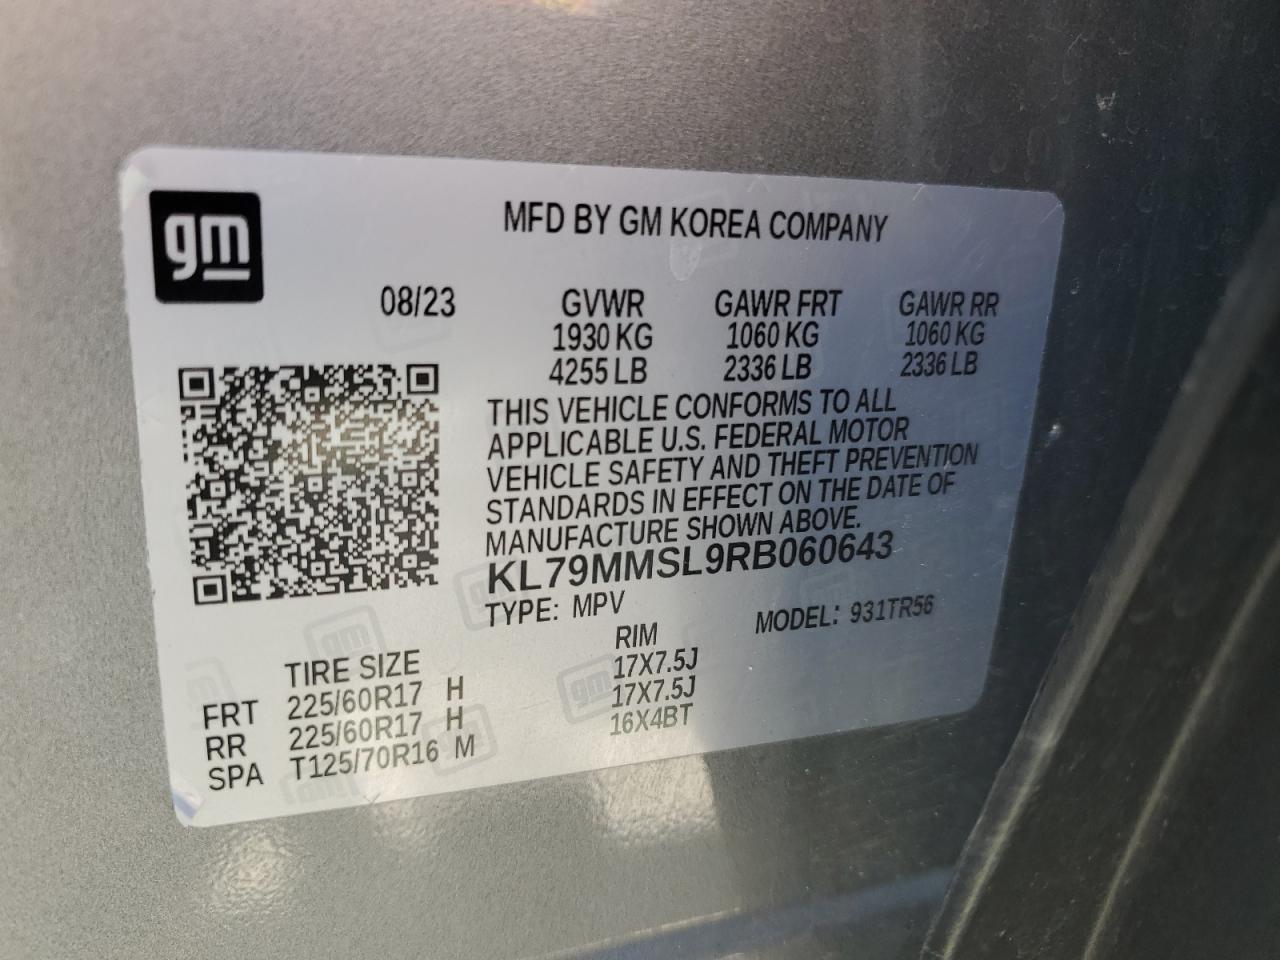 gm
MFD BY GM KOREA COMPANY
08/23 GVWR GAWR FRT GAWR RR
1930 KG 1060 KG 1060 KG
4255 LB 2336 LB 2336 LB
THIS VEHICLE CONFORMS TO ALL
APPLICABLE U.S. FEDERAL MOTOR
VEHICLE SAFETY AND THEFT PREVENTION
STANDARDS IN EFFECT ON THE DATE OF
MANUFACTURE SHOWN ABOVE.
KL79MMSL9RB060643
TYPE: MPV MODEL: 931TR56
TIRE SIZE RIM
FRT 225/60R17 H 17X7.5J
RR 225/60R17 H 17X7.5J
SPA T125/70R16 M 16X4BT